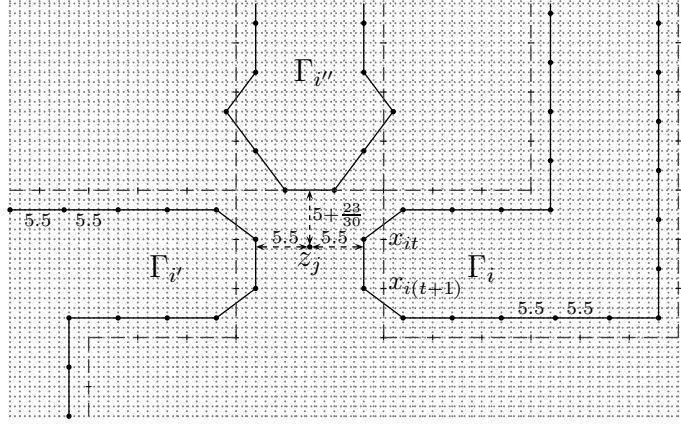 Γ_{i''}
5+\frac{23}{30}
5.5 5.5
5.5 5.5
x_{it}
z_j
Γ_{i'}
Γ_i
x_{i(t+1)}
5.5 5.5